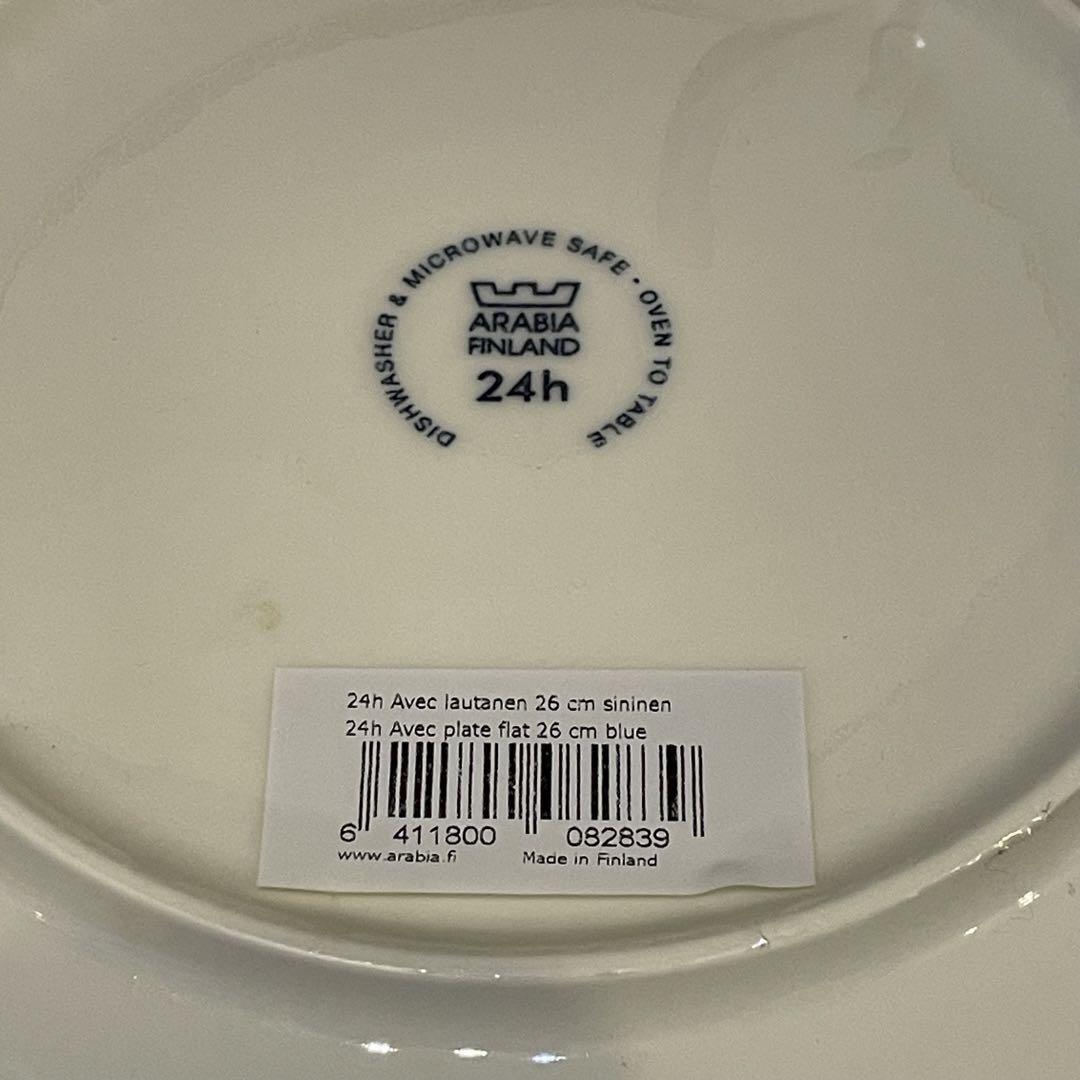 DISHWASHER & MICROWAVE SAFE · OVEN TO TABLE
ARABIA
FINLAND
24h
24h Avec lautanen 26 cm sininen
24h Avec plate flat 26 cm blue
6 411800 082839
www.arabia.fi Made in Finland